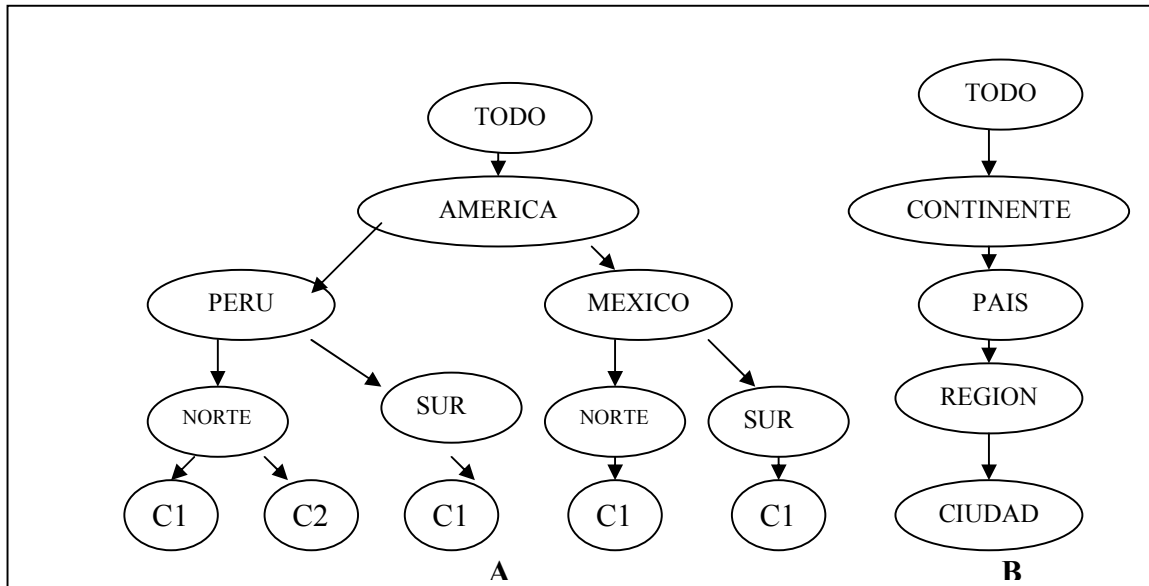 TODO
AMERICA
PERU
MEXICO
NORTE
SUR
NORTE
SUR
C1
C2
C1
C1
C1
A
TODO
CONTINENTE
PAIS
REGION
CIUDAD
B